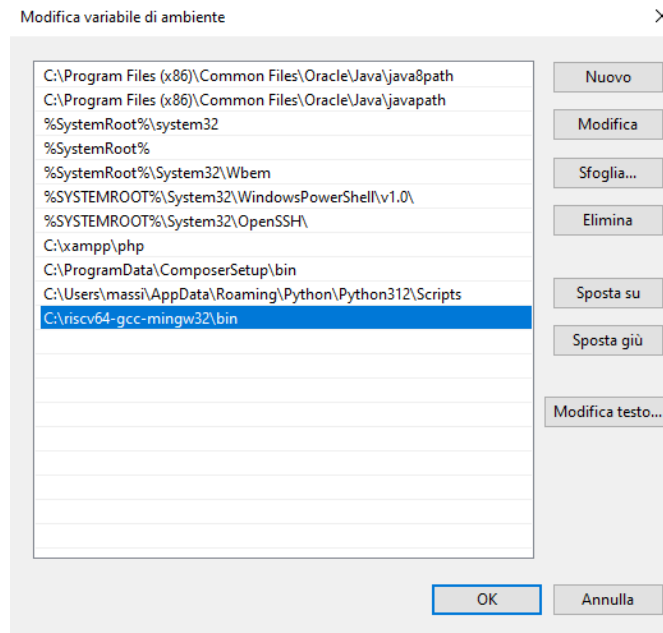 Modifica variabile di ambiente
C:\Program Files (x86)\Common Files\Oracle\Java\java8path
C:\Program Files (x86)\Common Files\Oracle\Java\javapath
%SystemRoot%\system32
%SystemRoot%
%SystemRoot%\System32\Wbem
%SYSTEMROOT%\System32\WindowsPowerShell\v1.0\
%SYSTEMROOT%\System32\OpenSSH\
C:\xampp\php
C:\ProgramData\ComposerSetup\bin
C:\Users\massi\AppData\Roaming\Python\Python312\Scripts
C:\riscv64-gcc-mingw32\bin
Nuovo
Modifica
Sfoglia...
Elimina
Sposta su
Sposta giù
Modifica testo...
OK
Annulla